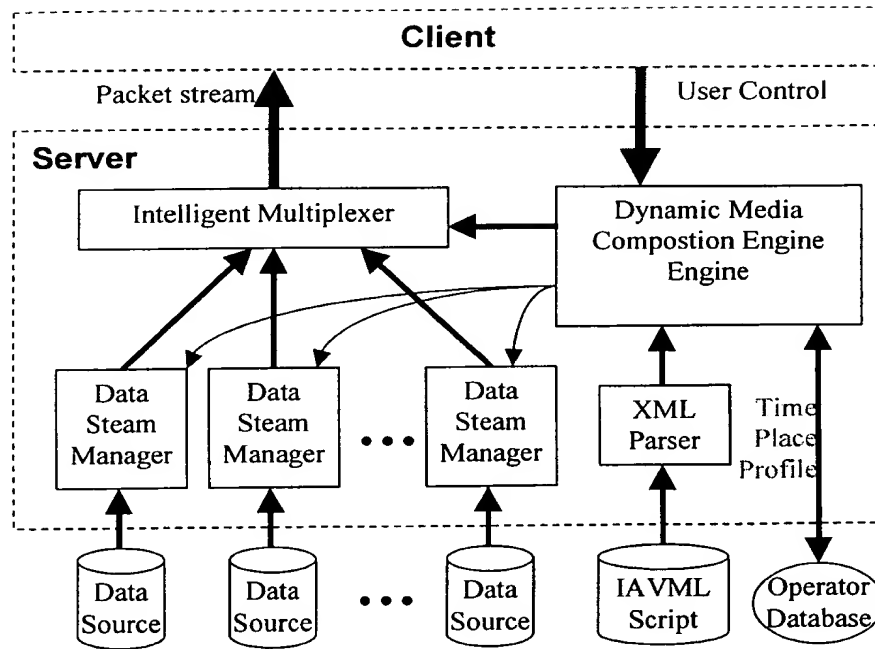 Client
Packet stream
User Control
Server
Intelligent Multiplexer
Dynamic Media
Compostion Engine
Engine
Data
Steam
Manager
Data
Steam
Manager
Data
Steam
Manager
XML
Parser
Time
Place
Profile
Data
Source
Data
Source
Data
Source
IAVML
Script
Operator
Database